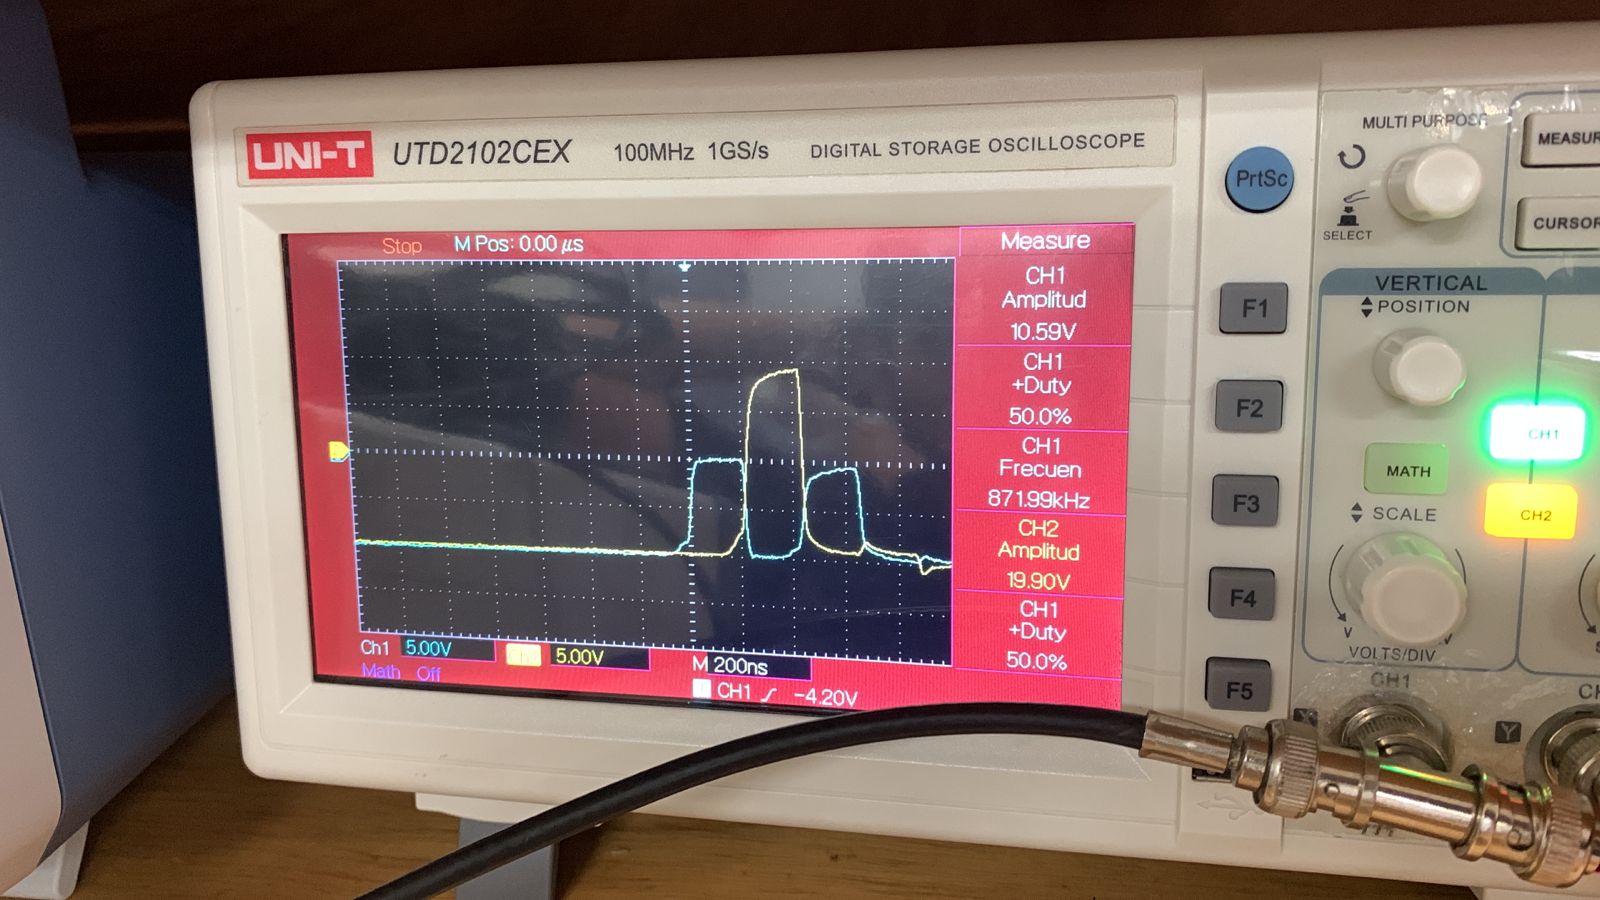 UNI-T UTD2102CEX 100MHz 1GS/s DIGITAL STORAGE OSCILLOSCOPE
Stop M Pos: 0.00 μs
Measure
CH1
Amplitud
10.59V
CH1
+Duty
50.0%
CH1
Frecuen
871.99kHz
CH2
Amplitud
19.90V
CH1
+Duty
50.0%
Ch1 5.00V 5.00V M 200ns
Math Off CH1 -4.20V
PrtSc
F1
F2
F3
F4
F5
MULTI PURPOSE
SELECT
MEASUR
CURSOR
VERTICAL
POSITION
CH1
MATH
CH2
SCALE
V
V
VOLTS/DIV
CH1
CH
Y